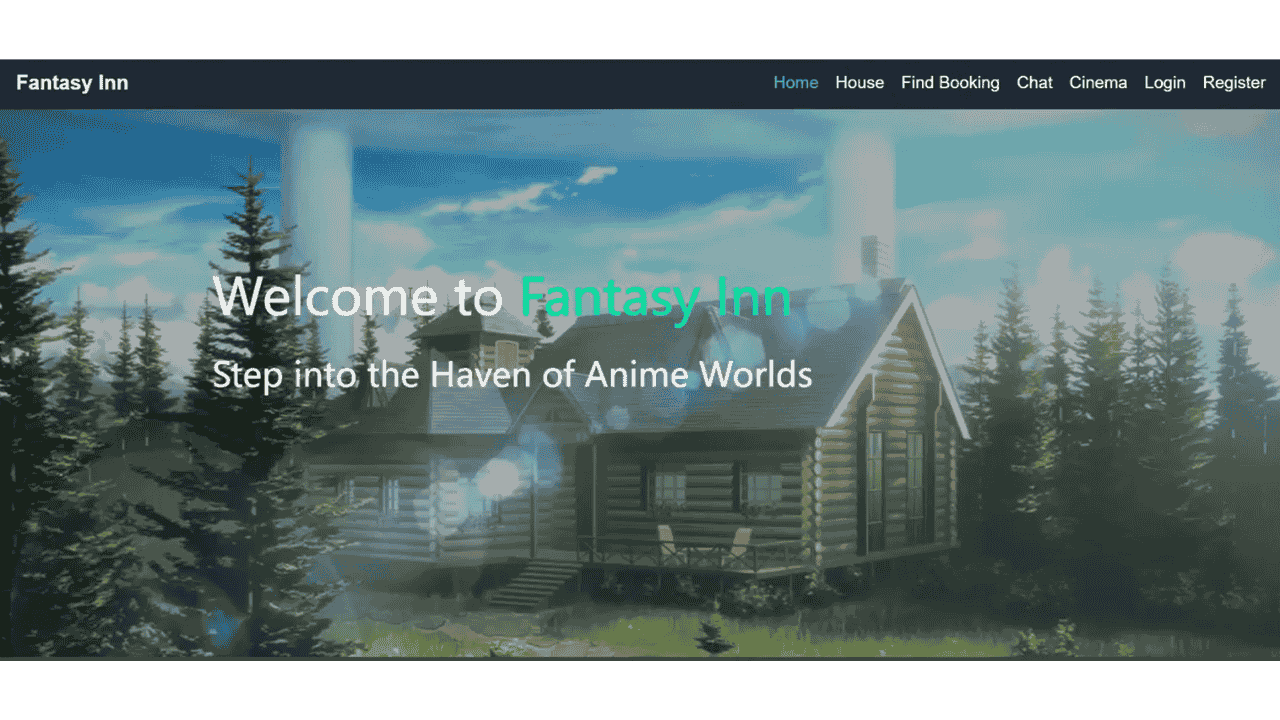 Fantasy Inn Home House Find Booking Chat Cinema Login Register
Welcome to Fantasy Inn
Step into the Haven of Anime Worlds